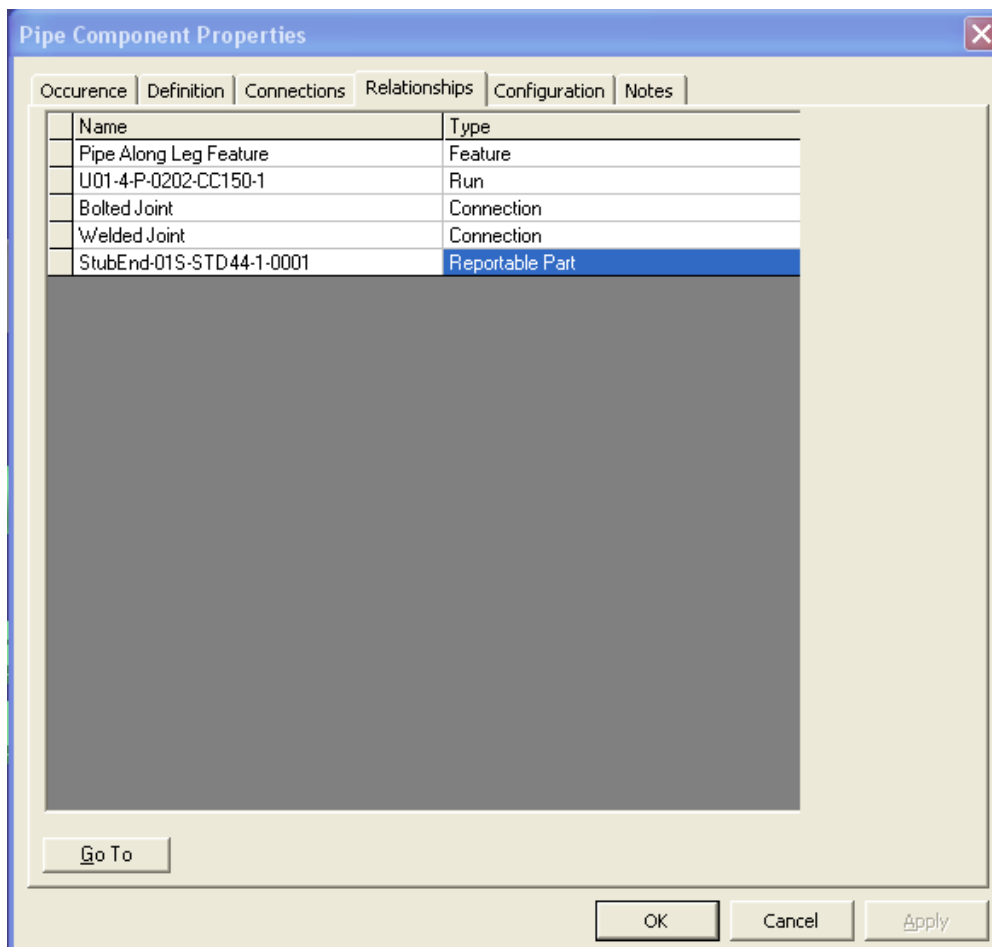 Pipe Component Properties
Occurence Definition Connections Relationships Configuration Notes
Name Type
Pipe Along Leg Feature Feature
U01-4-P-0202-CC150-1 Run
Bolted Joint Connection
Welded Joint Connection
StubEnd-01S-STD44-1-0001 Reportable Part
Go To
OK Cancel Apply